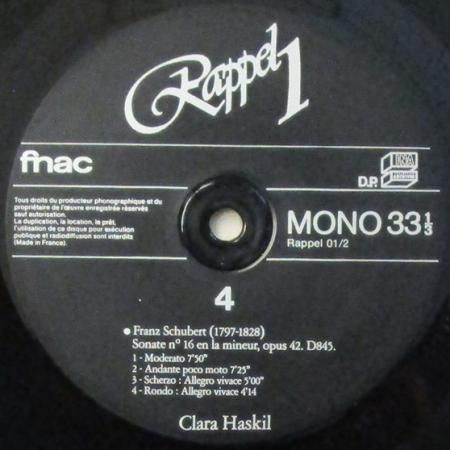 Rappel 1
fnac
D.P.
Tous droits du producteur phonographique et du
propriétaire de l'œuvre enregistrée réservés
sauf autorisation.
La duplication, la location, le prêt,
l'utilisation de ce disque pour exécution
publique et radiodiffusion sont interdits
(Made in France).
MONO 33 1/3
Rappel 01/2
4
● Franz Schubert (1797-1828)
Sonate nº 16 en la mineur, opus 42. D845.
1 - Moderato 7'50"
2 - Andante poco moto 7'25"
3 - Scherzo : Allegro vivace 5'00"
4 - Rondo : Allegro vivace 4'14
Clara Haskil